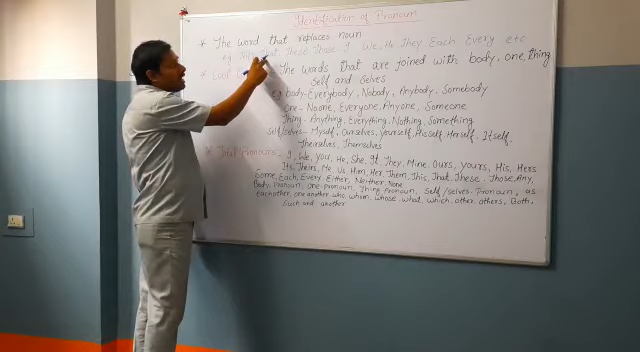 Identification of Pronoun
* The word that replaces noun
eg This That These Those I We, He, They Each Every etc
* The words that are joined with body, one, thing
Self and Selves
eg body- Everybody, Nobody, Anybody, Somebody
One - Noone, Everyone, Anyone, Someone
Thing - Anything, Everything, Nothing, Something
Self/selves - Myself, Ourselves, yourself, Hisself, Herself, Itself
Theirselves, Themselves
* Total Pronouns - I, We, you, He, She, It, They, Mine, Ours, yours, His, Hers
Its, Theirs, Me, Us, Him, Her, Them, This, That, These, Those, Any,
Some, Each, Every, Either, Neither, None
Body, Pronoun, One-pronoun, Thing Pronoun, Self/selves. Pronoun, as
eachother, one another, who, whom, whose, what, which, other, others, Both,
Such and another